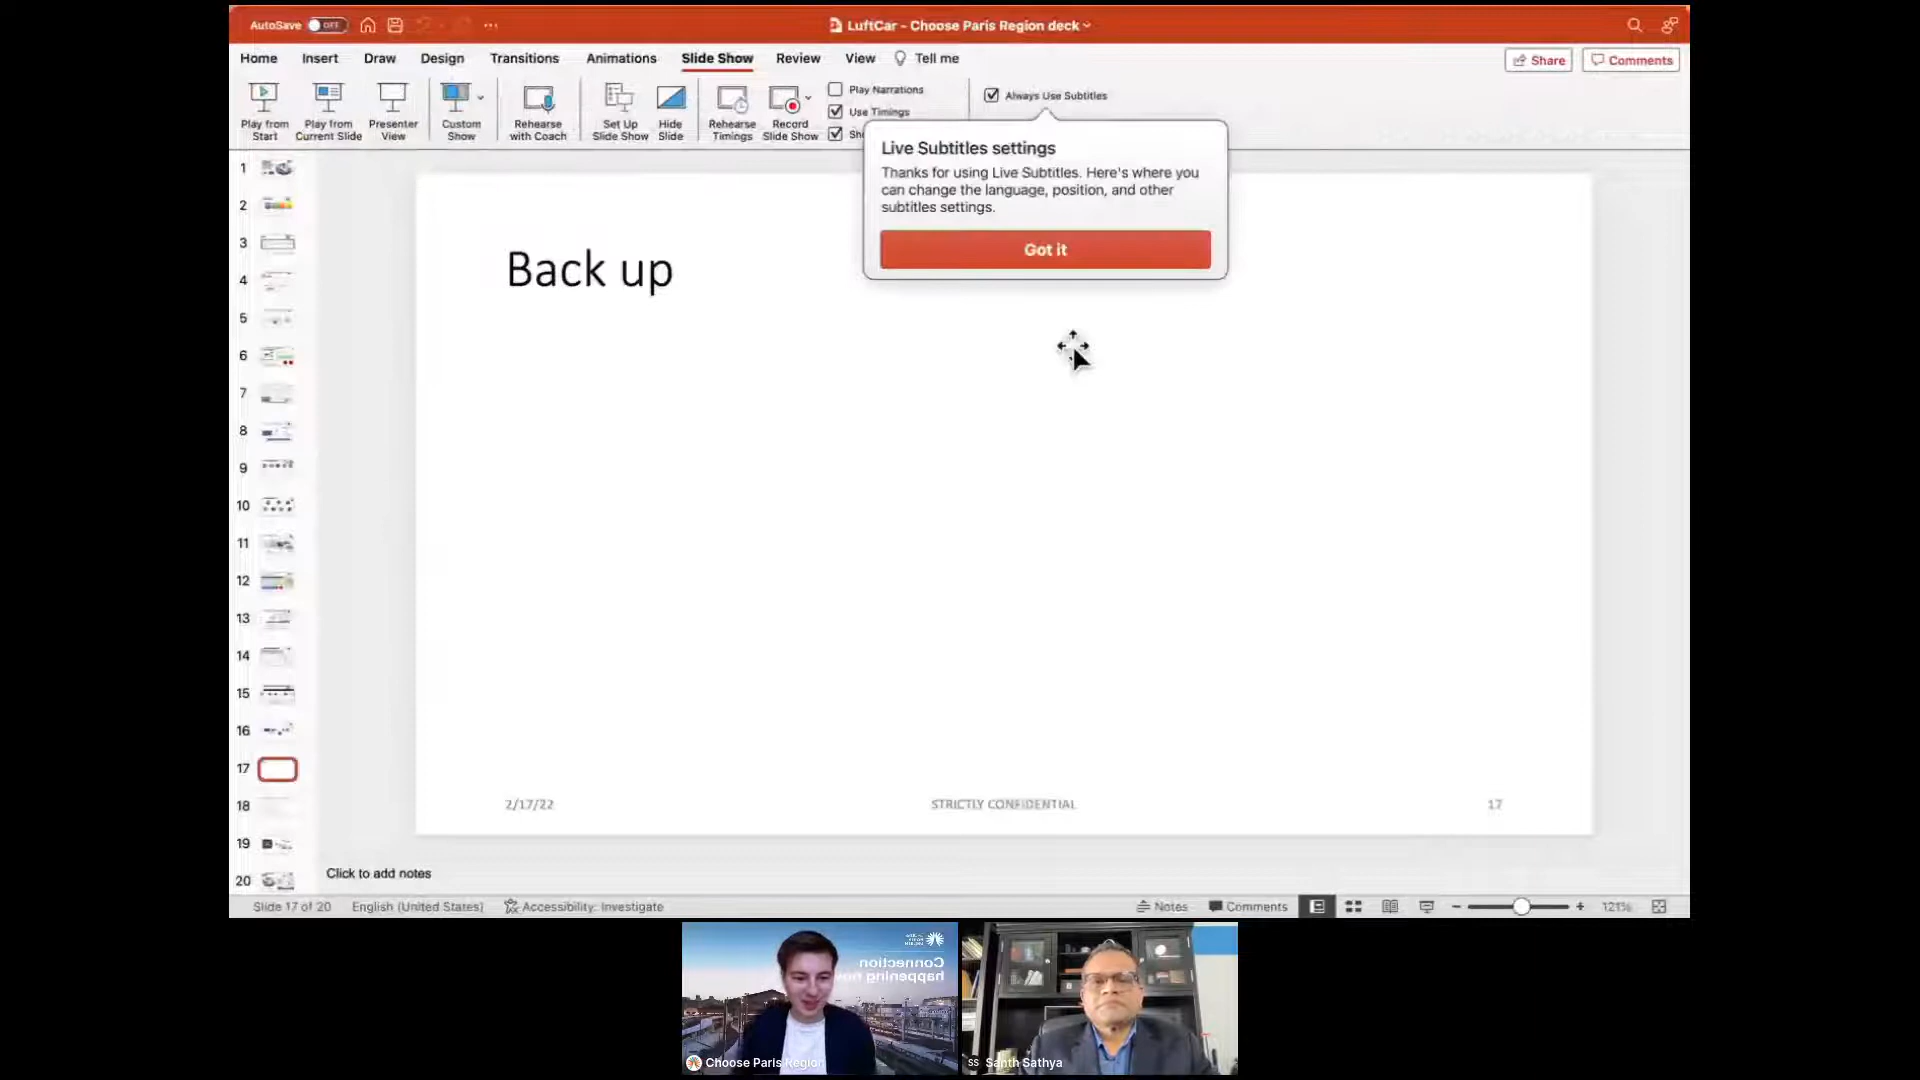 AutoSave OFF
LuftCar - Choose Paris Region deck
Home Insert Draw Design Transitions Animations Slide Show Review View Tell me
Share Comments
Play from Start
Play from Current Slide
Presenter View
Custom Show
Rehearse with Coach
Set Up Slide Show
Hide Slide
Rehearse Timings
Record Slide Show
Play Narrations
Use Timings
Always Use Subtitles
Live Subtitles settings
Thanks for using Live Subtitles. Here's where you
can change the language, position, and other
subtitles settings.
Got it
1
2
3
4
5
6
7
8
9
10
11
12
13
14
15
16
17
18
19
20
Back up
2/17/22 STRICTLY CONFIDENTIAL 17
Click to add notes
Slide 17 of 20 English (United States) Accessibility: Investigate Notes Comments 121%
Connection
happening now
Choose Paris Region
SS Santh Sathya